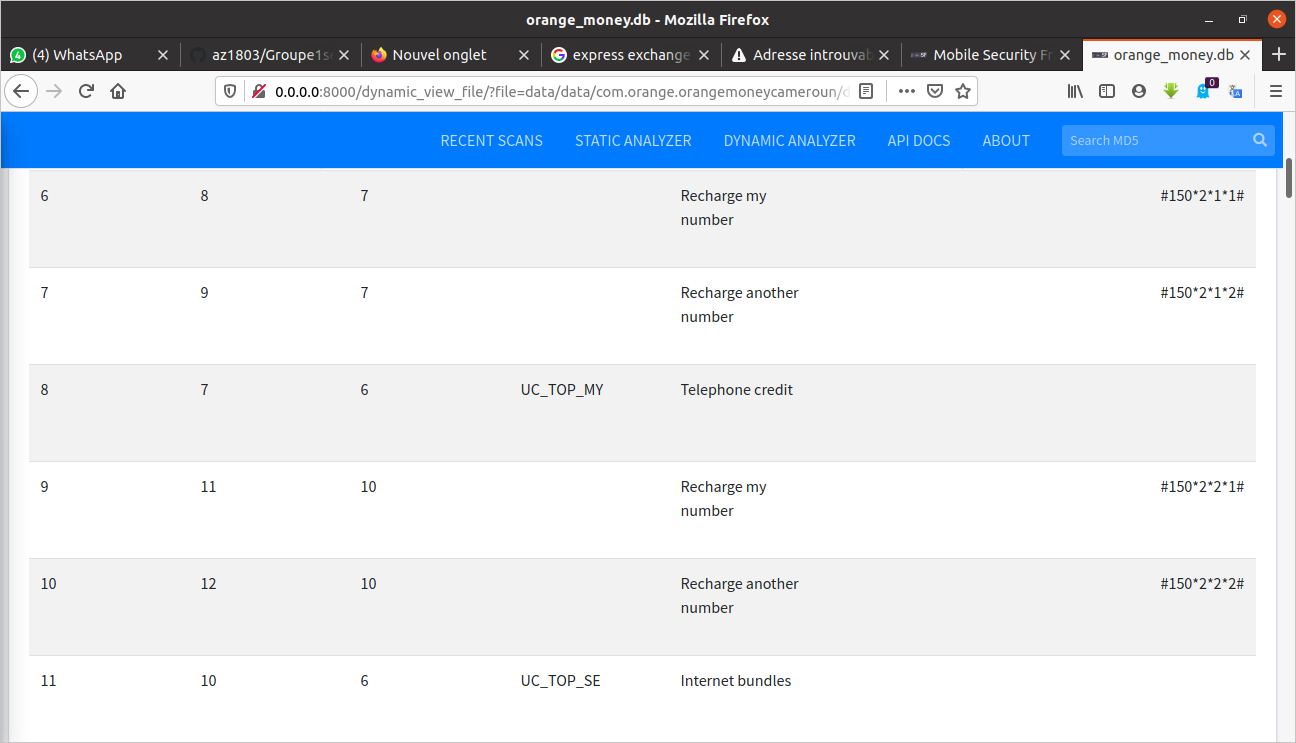 orange_money.db - Mozilla Firefox
(4) WhatsApp
az1803/Groupe1s
Nouvel onglet
express exchange
Adresse introuvab
Mobile Security Fr
orange_money.db
0.0.0.0:8000/dynamic_view_file/?file=data/data/com.orange.orangemoneycameroun/d
0
RECENT SCANS STATIC ANALYZER DYNAMIC ANALYZER API DOCS ABOUT Search MD5
6 8 7 Recharge my #150*2*1*1#
number
7 9 7 Recharge another #150*2*1*2#
number
8 7 6 UC_TOP_MY Telephone credit
9 11 10 Recharge my #150*2*2*1#
number
10 12 10 Recharge another #150*2*2*2#
number
11 10 6 UC_TOP_SE Internet bundles